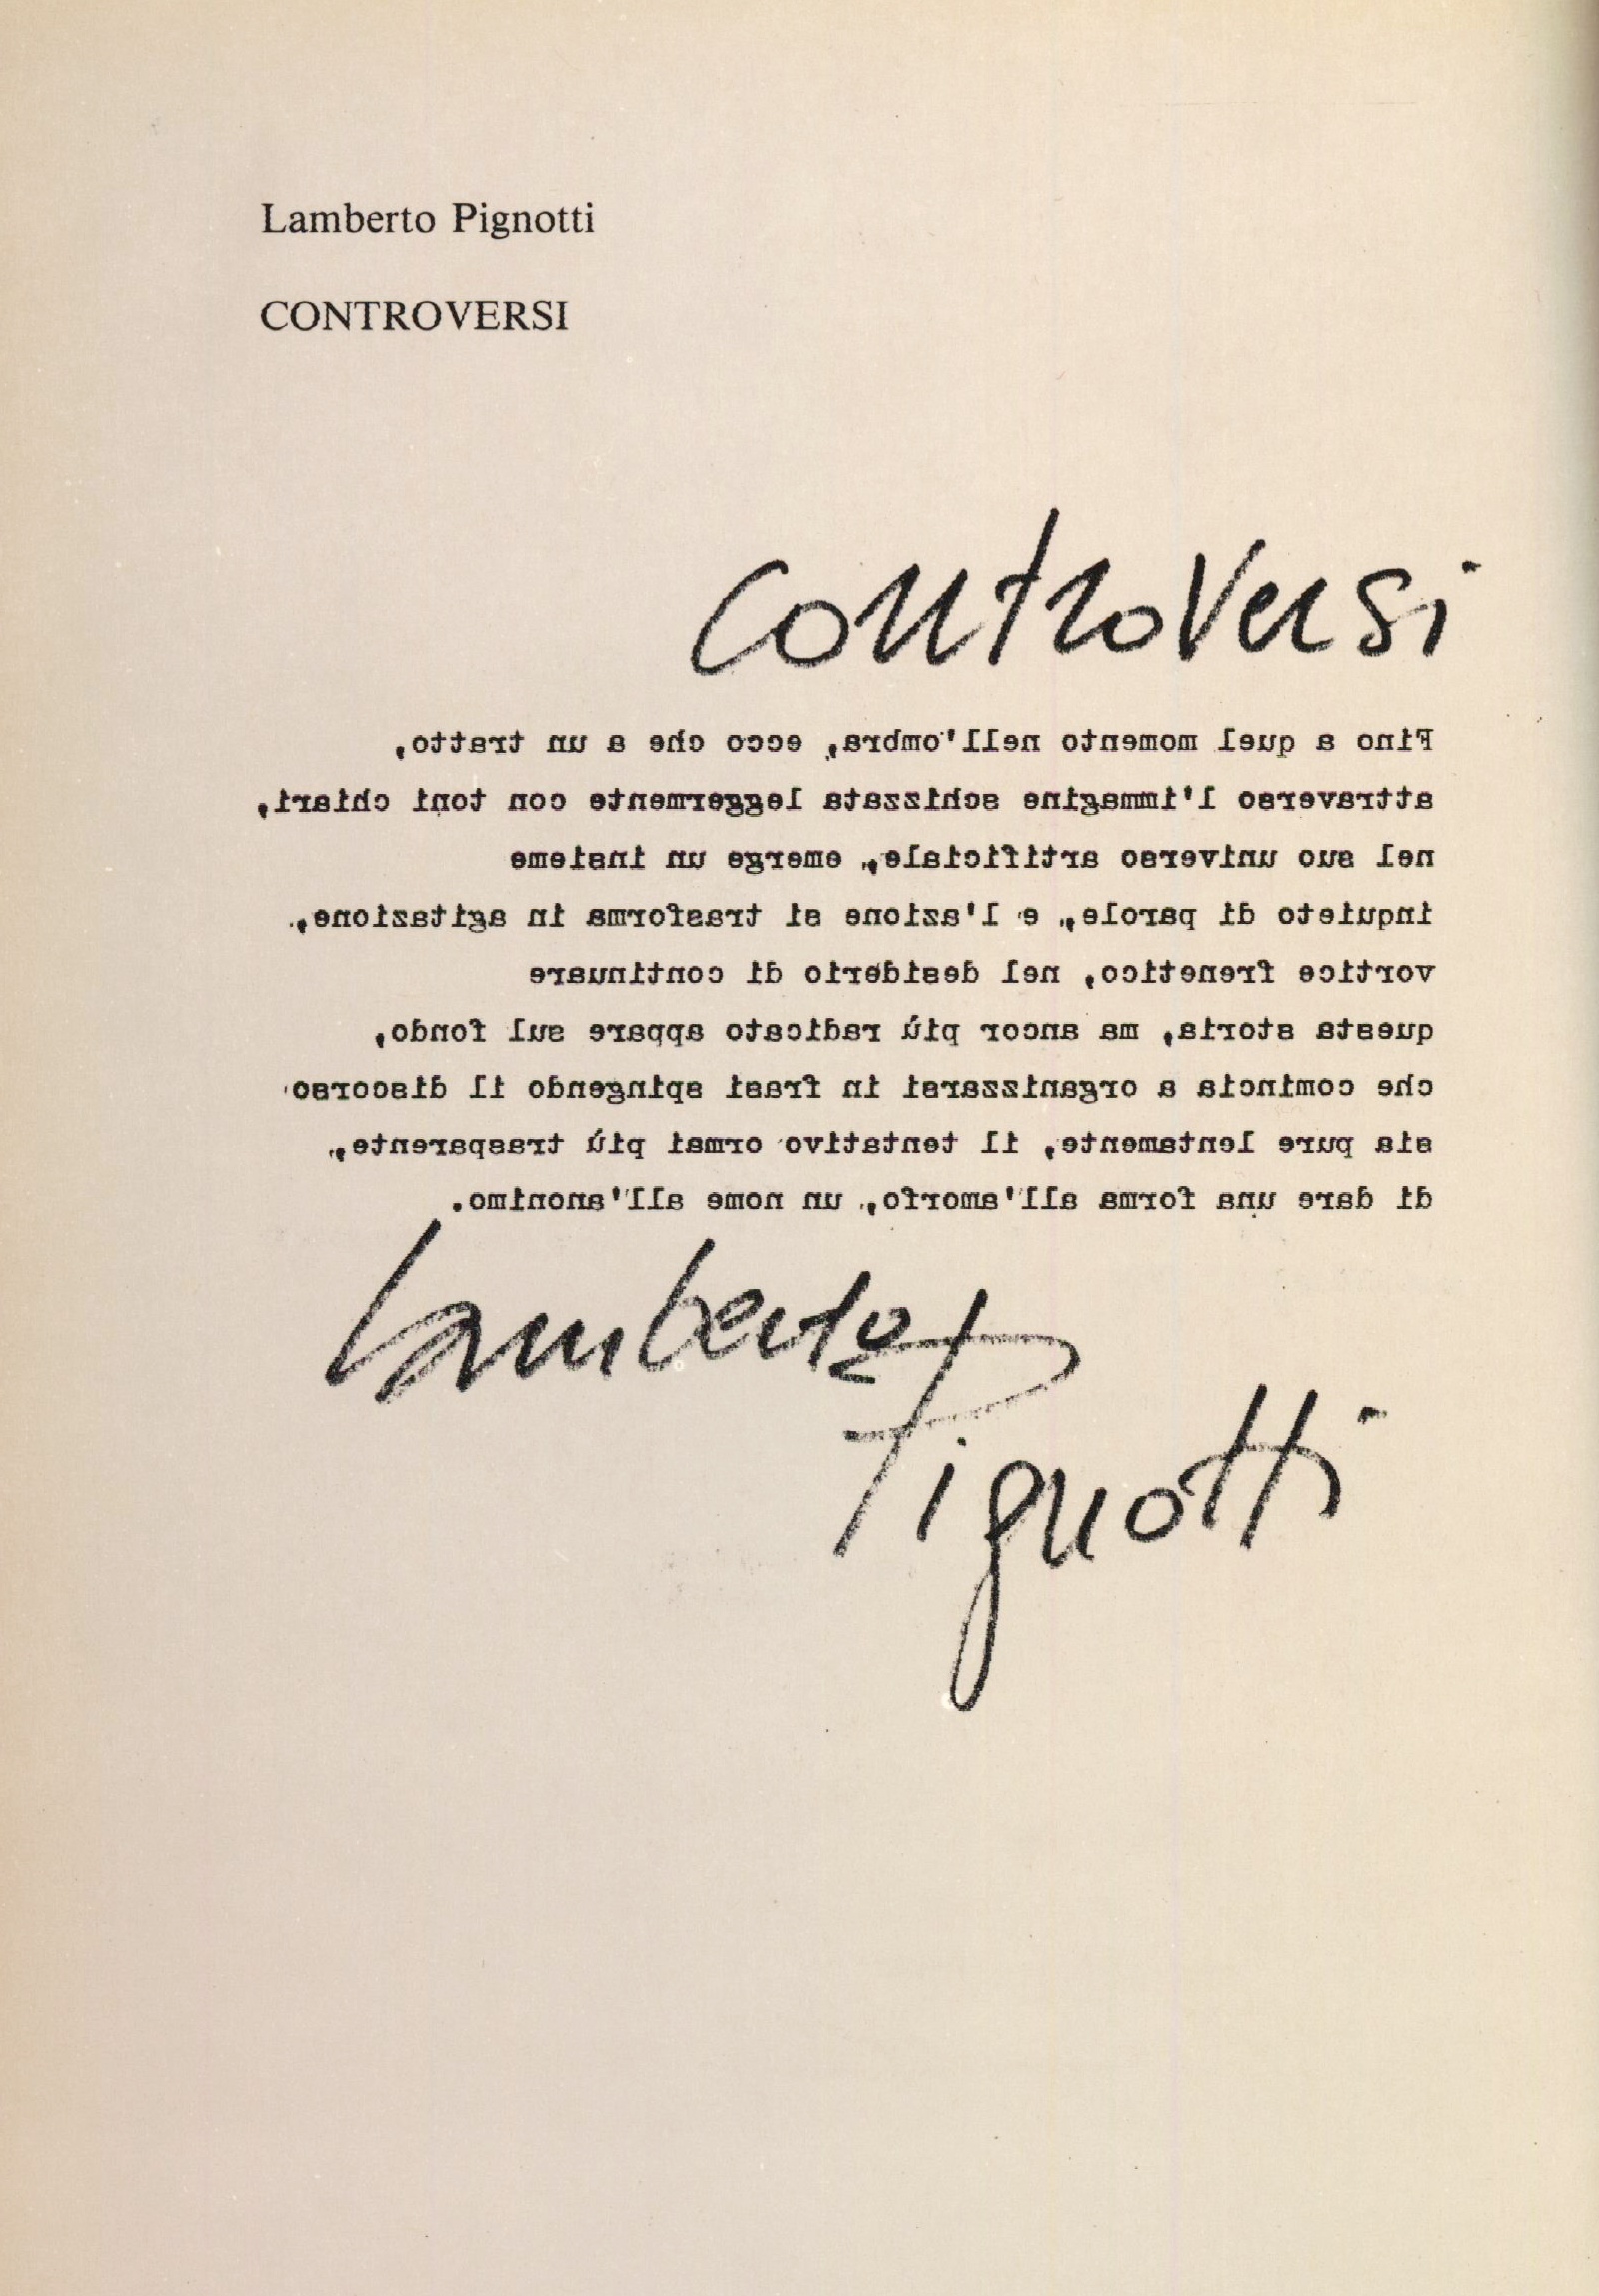 Lamberto Pignotti
CONTROVERSI
Controversi
Fino a quel momento nell'ombra, ecco che a un tratto,
attraverso l'immagine schizzata leggermente con toni chiari,
nel suo universo artificiale, emerge un insieme
inquieto di parole, e l'azione si trasforma in agitazione,
vortice frenetico, nel desiderio di continuare
questa storia, ma ancor più radicato appare sul fondo,
che comincia a organizzarsi in frasi spingendo il discorso
sia pure lentamente, il tentativo ormai più trasparente,
di dare una forma all'amorfo, un nome all'anonimo.
Lamberto
Pignotti